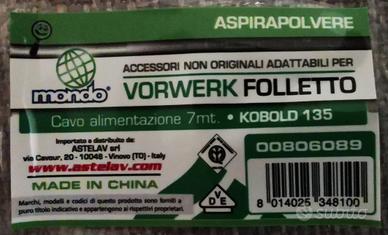 ASPIRAPOLVERE
mondo
ACCESSORI NON ORIGINALI ADATTABILI PER
VORWERK FOLLETTO
Cavo alimentazione 7mt. • KOBOLD 135
Importato e distribuito da:
ASTELAV srl
via Cavour, 20 - 10048 - Vinovo (TO) - Italy
www.astelav.com
MADE IN CHINA
Marchi, modelli e codici di questo prodotto sono forniti a
puro titolo indicativo e appartengono ai rispettivi proprietari.
VDE
00806089
8 014025 348100
subito